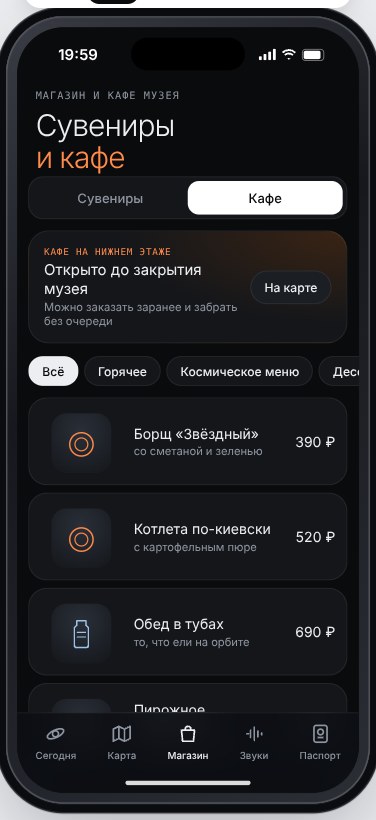 19:59
МАГАЗИН И КАФЕ МУЗЕЯ
Сувениры
и кафе
Сувениры
Кафе
КАФЕ НА НИЖНЕМ ЭТАЖЕ
Открыто до закрытия
музея
Можно заказать заранее и забрать
без очереди
На карте
Всё
Горячее
Космическое меню
Десе
Борщ «Звёздный»
со сметаной и зеленью
390 ₽
Котлета по-киевски
с картофельным пюре
520 ₽
Обед в тубах
то, что ели на орбите
690 ₽
Пирожное
Сегодня
Карта
Магазин
Звуки
Паспорт